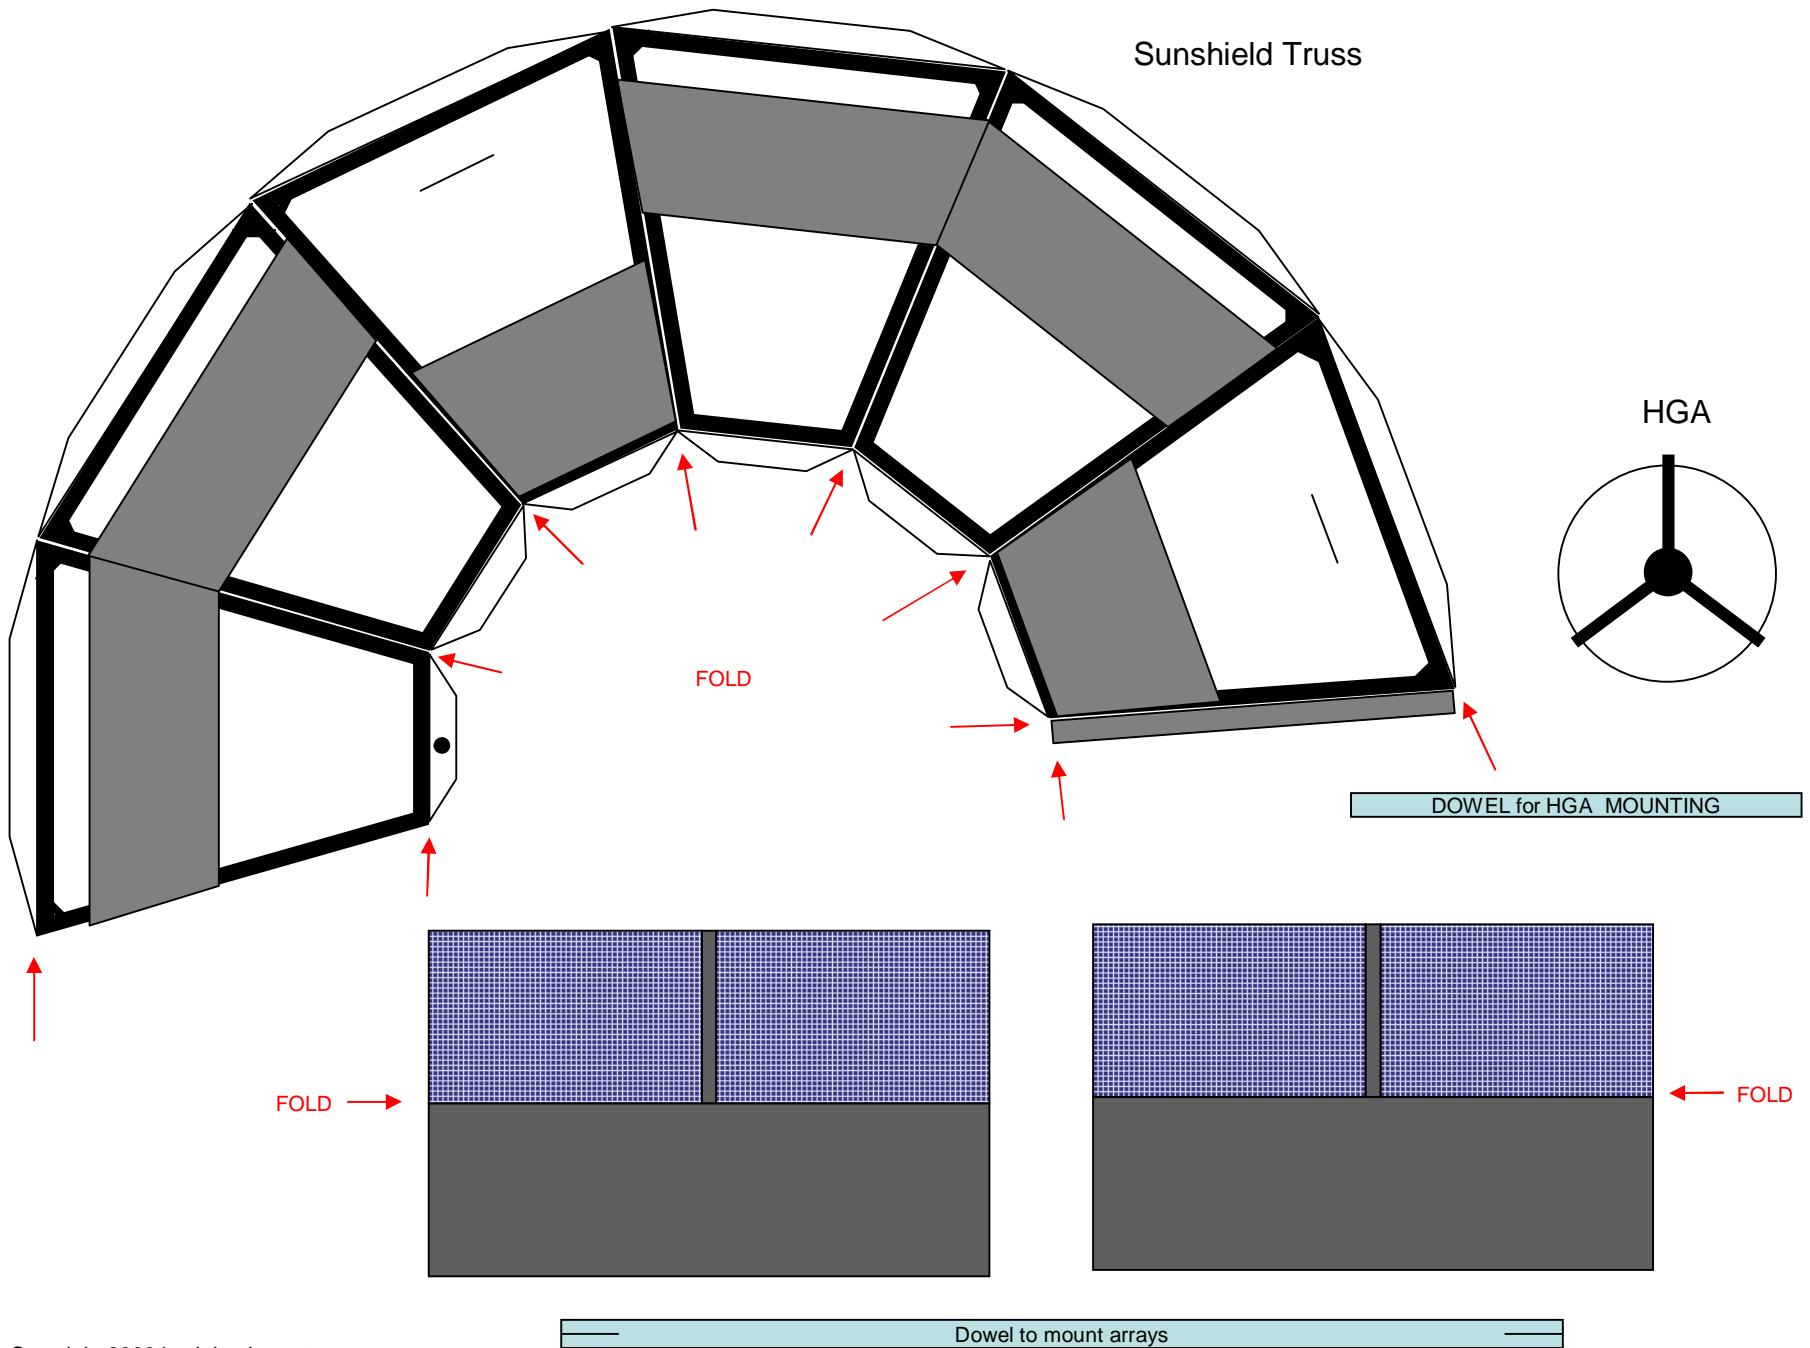 Sunshield Truss
HGA
FOLD
DOWEL for HGA MOUNTING
FOLD
FOLD
Dowel to mount arrays